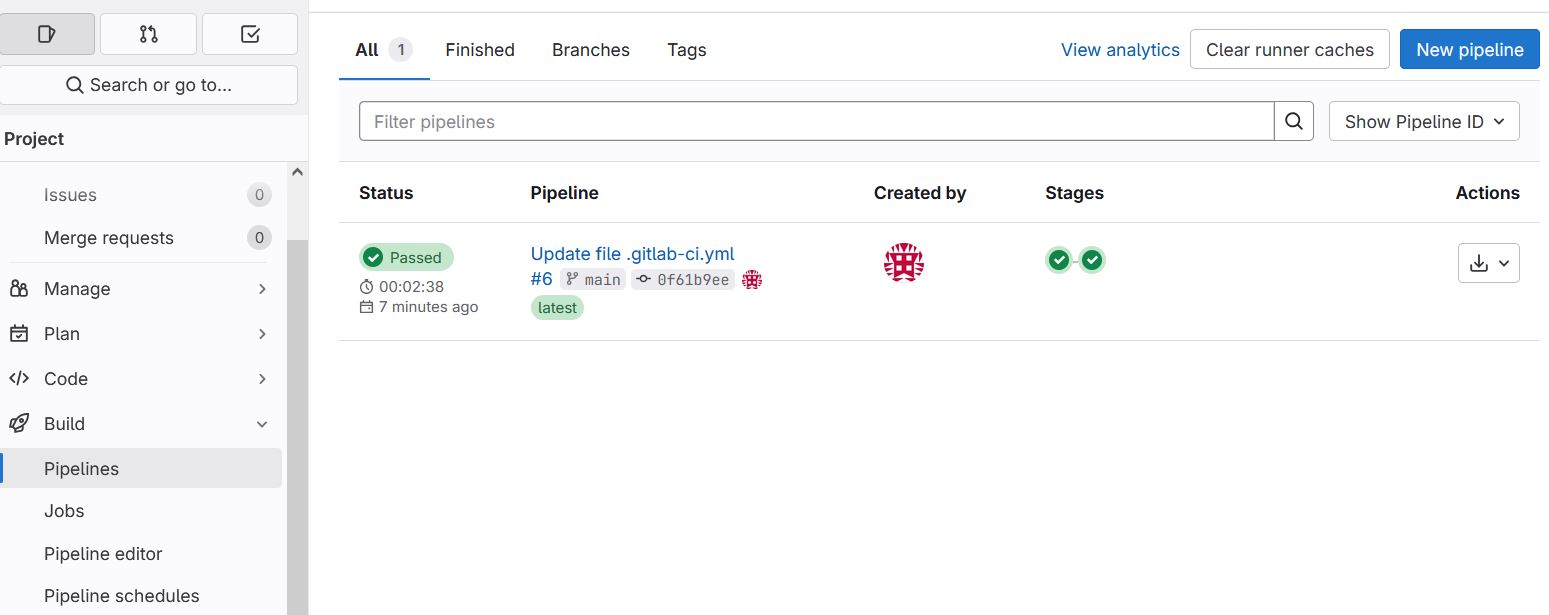 Search or go to...
Project
Issues 0
Merge requests 0
Manage
Plan
Code
Build
Pipelines
Jobs
Pipeline editor
Pipeline schedules
All 1 Finished Branches Tags View analytics Clear runner caches New pipeline
Filter pipelines Show Pipeline ID
Status Pipeline Created by Stages Actions
Passed
00:02:38
7 minutes ago
Update file .gitlab-ci.yml
#6 main 0f61b9ee
latest